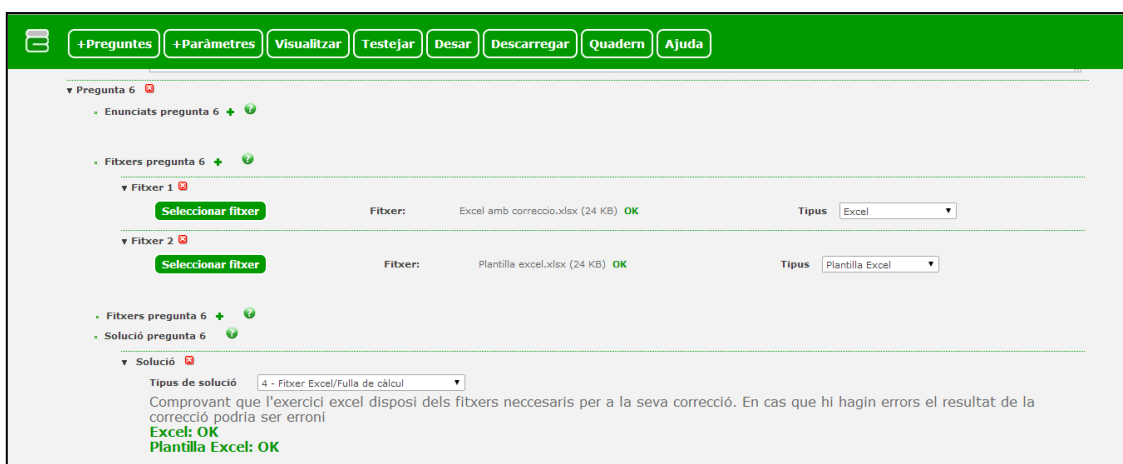 +Preguntes +Paràmetres Visualitzar Testejar Desar Descarregar Quadern Ajuda
Pregunta 6
Enunciats pregunta 6
Fitxers pregunta 6
Fitxer 1
Seleccionar fitxer Fitxer: Excel amb correccio.xlsx (24 KB) OK Tipus Excel
Fitxer 2
Seleccionar fitxer Fitxer: Plantilla excel.xlsx (24 KB) OK Tipus Plantilla Excel
Fitxers pregunta 6
Solució pregunta 6
Solució
Tipus de solució 4 - Fitxer Excel/Fulla de càlcul
Comprovant que l'exercici excel disposi dels fitxers neccesaris per a la seva correcció. En cas que hi hagin errors el resultat de la
correcció podria ser erroni
Excel: OK
Plantilla Excel: OK